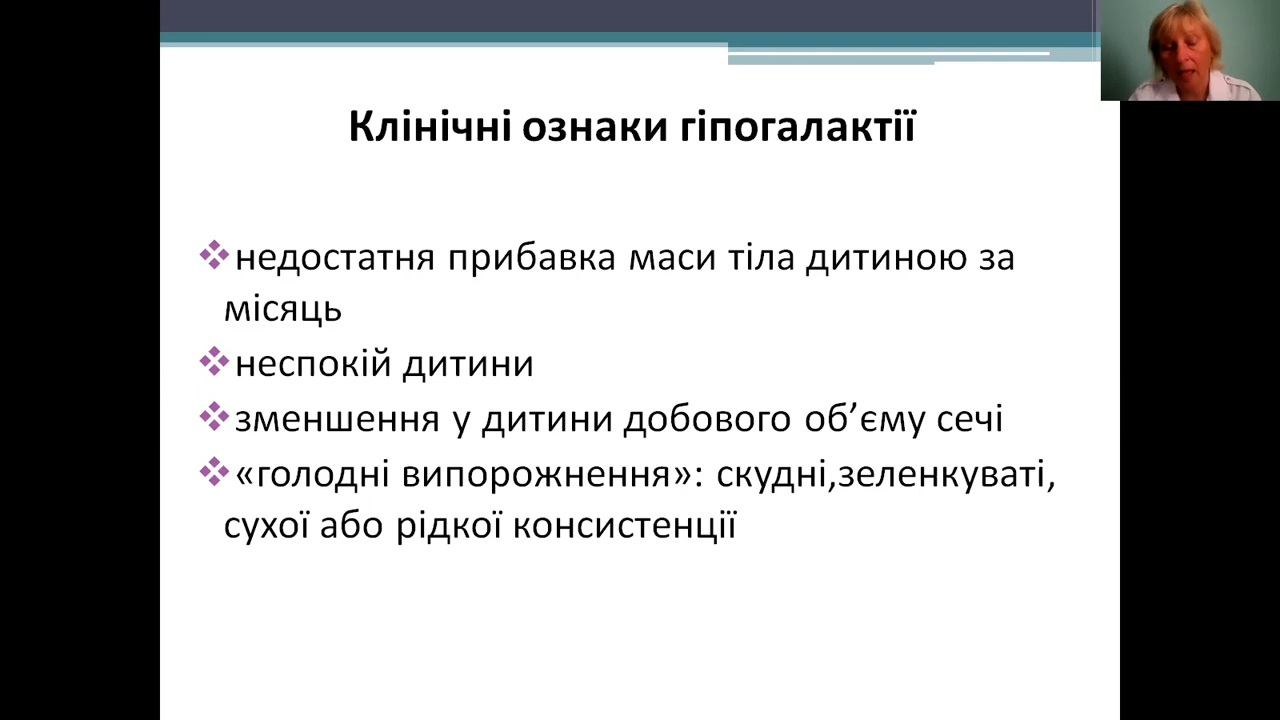 Клінічні ознаки гіпогалактії
❖недостатня прибавка маси тіла дитиною за
місяць
❖неспокій дитини
❖зменшення у дитини добового об’єму сечі
❖«голодні випорожнення»: скудні,зеленкуваті,
сухої або рідкої консистенції